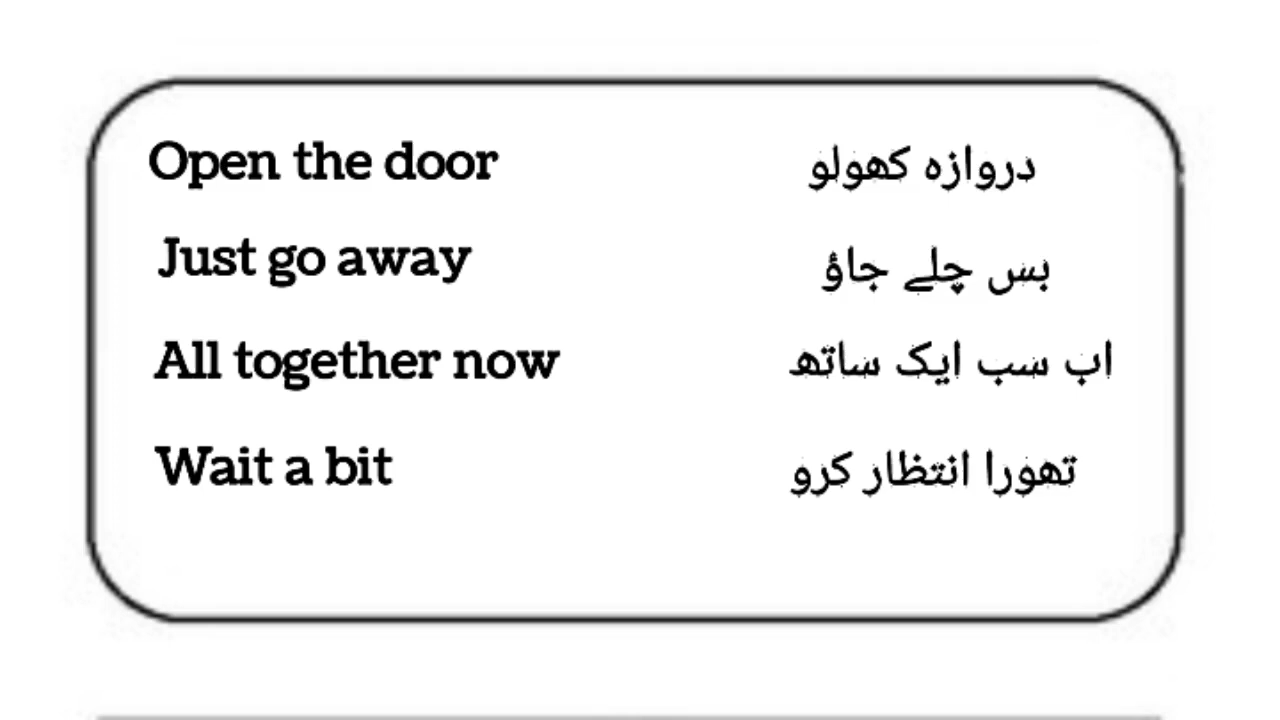 Open the door دروازہ کھولو
Just go away بس چلے جاؤ
All together now اب سب ایک ساتھ
Wait a bit تھورا انتظار کرو